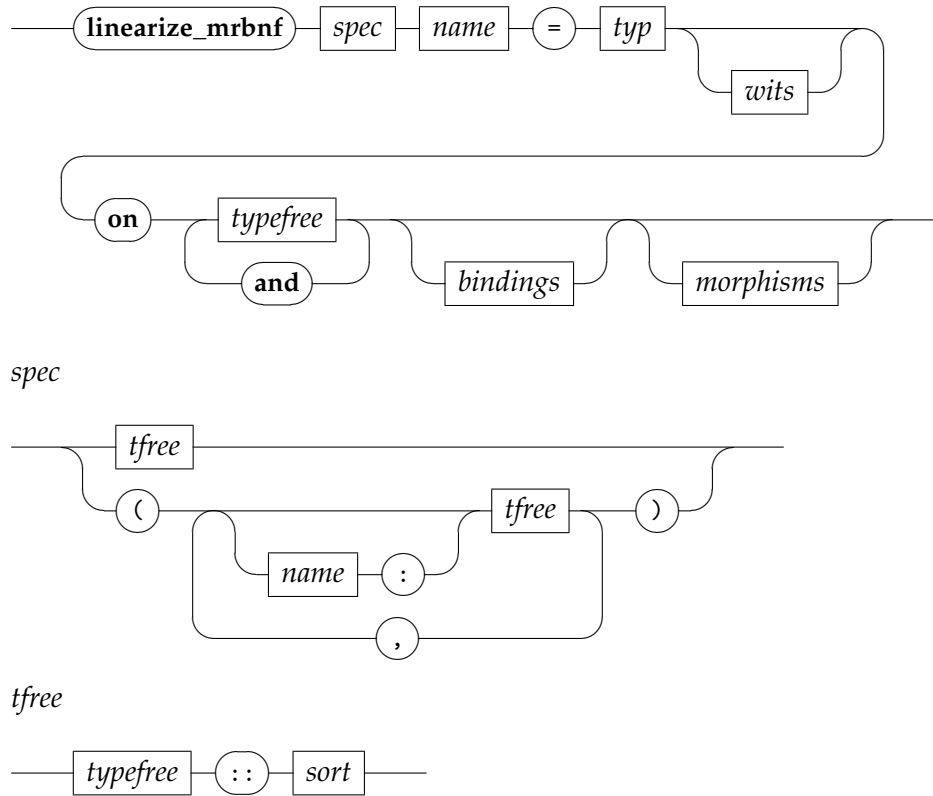 linearize_mrbnf spec name = typ
wits
on typefree
and bindings morphisms
spec
tfree
( tfree )
name :
,
tfree
typefree :: sort